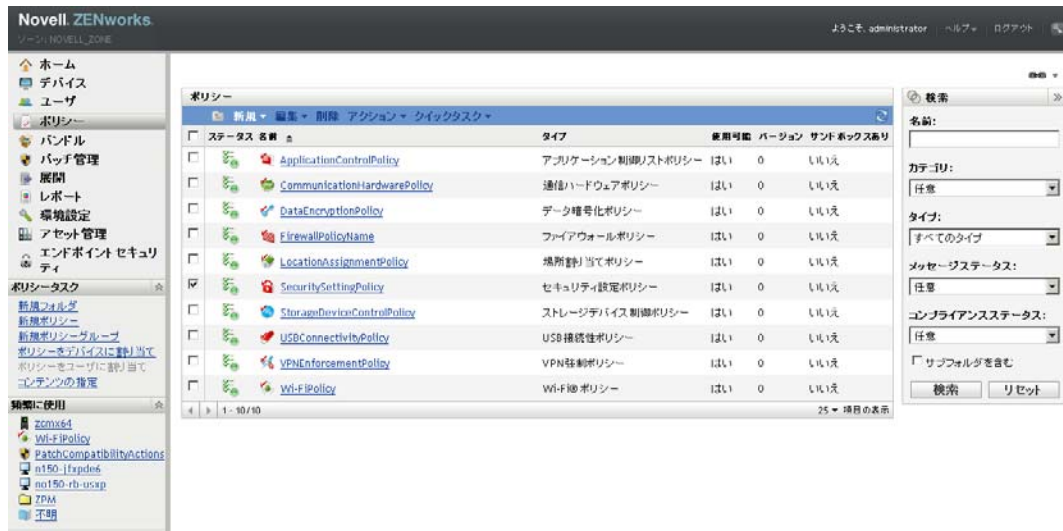 Novell. ZENworks.
ゾーン: NOVELL_ZONE
ようこそ, administrator
ヘルプ
ログアウト
ホーム
デバイス
ユーザ
ポリシー
バンドル
パッチ管理
展開
レポート
環境設定
アセット管理
エンドポイント セキュリ
ティ
ポリシータスク
新規フォルダ
新規ポリシー
新規ポリシーグループ
ポリシーをデバイスに割り当て
ポリシーをユーザに割り当て
コンテンツの指定
頻繁に使用
zcmx64
Wi-FiPolicy
PatchCompatibilityActions
n150-jfxpde6
no150-rb-usxp
ZPM
不明
ポリシー
新規 編集 削除 アクション クイックタスク
ステータス 名前 タイプ 使用可能 バージョン サンドボックスあり
ApplicationControlPolicy アプリケーション制御リストポリシー はい 0 いいえ
CommunicationHardwarePolicy 通信ハードウェアポリシー はい 0 いいえ
DataEncryptionPolicy データ暗号化ポリシー はい 0 いいえ
FirewallPolicyName ファイアウォールポリシー はい 0 いいえ
LocationAssignmentPolicy 場所割り当てポリシー はい 0 いいえ
SecuritySettingPolicy セキュリティ設定ポリシー はい 0 いいえ
StorageDeviceControlPolicy ストレージデバイス制御ポリシー はい 0 いいえ
USBConnectivityPolicy USB接続性ポリシー はい 0 いいえ
VPNEnforcementPolicy VPN強制ポリシー はい 0 いいえ
Wi-FiPolicy Wi-Fi® ポリシー はい 0 いいえ
1 - 10/10
25 項目の表示
検索
名前:
カテゴリ:
任意
タイプ:
すべてのタイプ
メッセージステータス:
任意
コンプライアンスステータス:
任意
サブフォルダを含む
検索 リセット